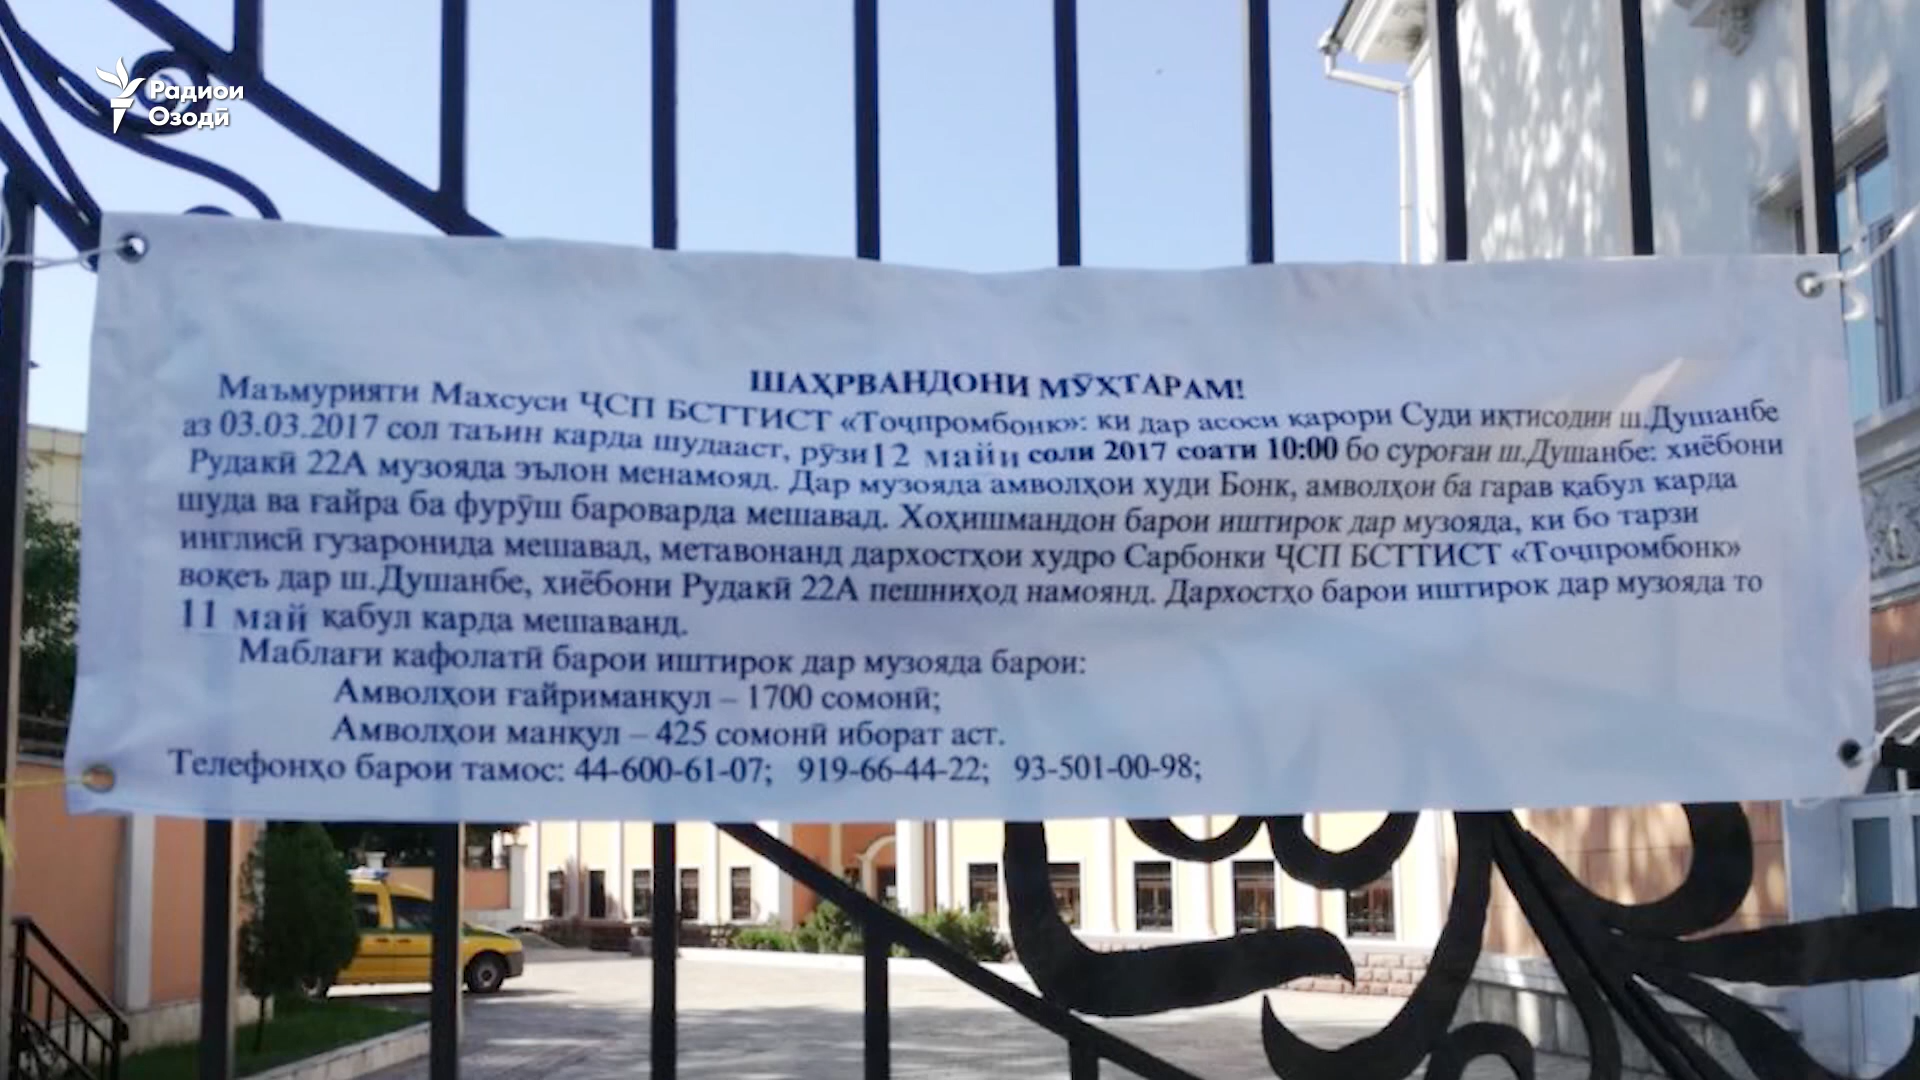 Радиои
Озодӣ
ШАҲРВАНДОНИ МӮҲТАРАМ!
Маъмурияти Махсуси ҶСП БСТТИСТ «Тоҷпромбонк»: ки дар асоси қарори Суди иқтисодии ш.Душанбе
аз 03.03.2017 сол таъин карда шудааст, рӯзи 12 майи соли 2017 соати 10:00 бо суроғаи ш.Душанбе: хиёбони
Рудакӣ 22А музояда эълон менамояд. Дар музояда амволҳои худи Бонк, амволҳои ба гарав қабул карда
шуда ва ғайра ба фурӯш бароварда мешавад. Хоҳишмандон барои иштирок дар музояда, ки бо тарзи
инглисӣ гузаронида мешавад, метавонанд дархостҳои худро Сарбонки ҶСП БСТТИСТ «Тоҷпромбонк»
воқеъ дар ш.Душанбе, хиёбони Рудакӣ 22А пешниҳод намоянд. Дархостҳо барои иштирок дар музояда то
11 май қабул карда мешаванд.
Маблағи кафолатӣ барои иштирок дар музояда барои:
Амволҳои ғайриманқул – 1700 сомонӣ;
Амволҳои манқул – 425 сомонӣ иборат аст.
Телефонҳо барои тамос: 44-600-61-07; 919-66-44-22; 93-501-00-98;